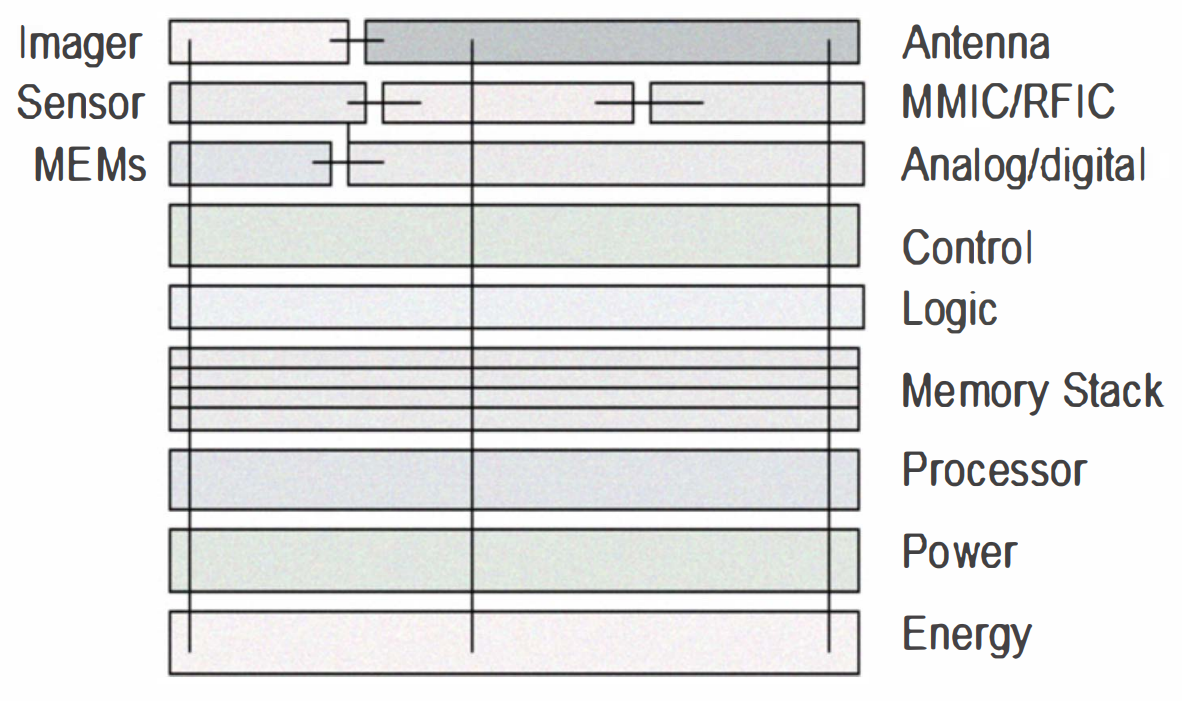 Imager
Antenna
Sensor
MMIC/RFIC
MEMs
Analog/digital
Control
Logic
Memory Stack
Processor
Power
Energy